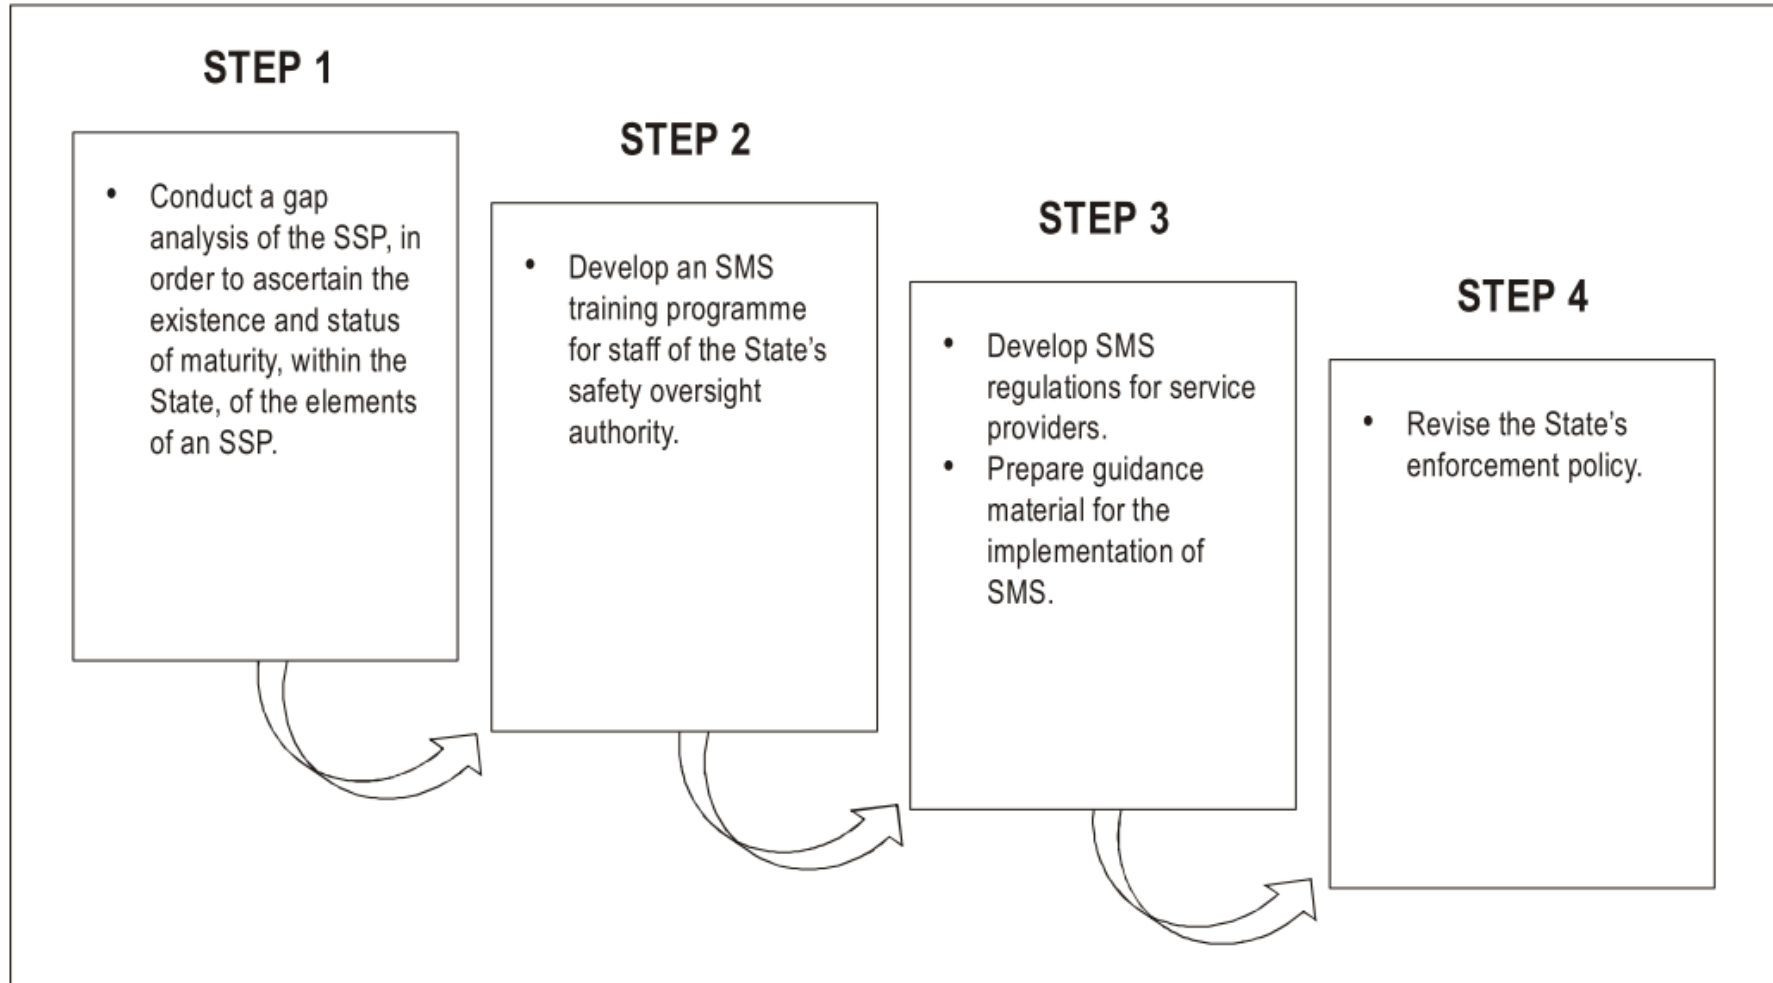 STEP 1
• Conduct a gap
analysis of the SSP, in
order to ascertain the
existence and status
of maturity, within the
State, of the elements
of an SSP.
STEP 2
• Develop an SMS
training programme
for staff of the State’s
safety oversight
authority.
STEP 3
• Develop SMS
regulations for service
providers.
• Prepare guidance
material for the
implementation of
SMS.
STEP 4
• Revise the State’s
enforcement policy.